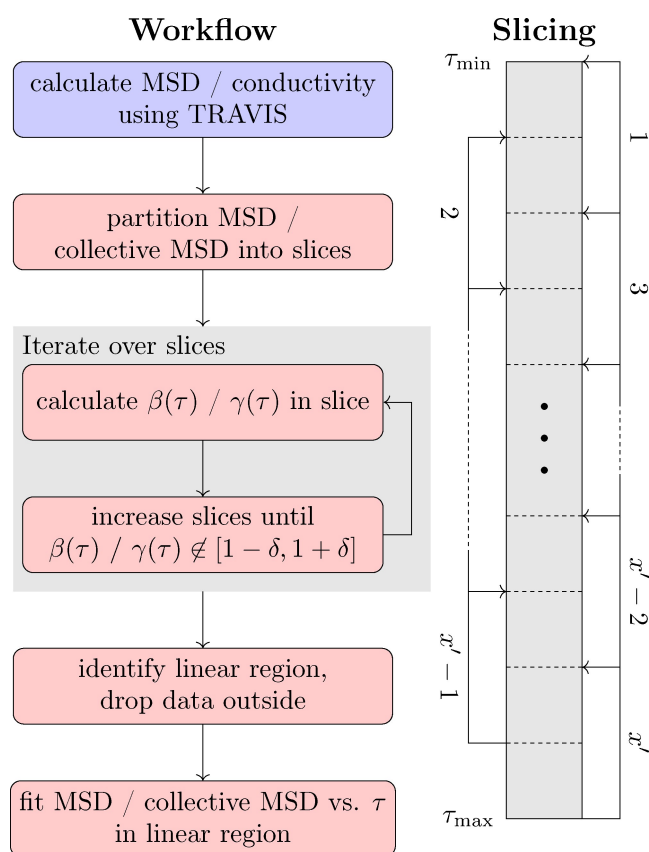 Workflow
calculate MSD / conductivity
using TRAVIS
partition MSD /
collective MSD into slices
Iterate over slices
calculate β(τ) / γ(τ) in slice
increase slices until
β(τ) / γ(τ) ∉ [1 − δ, 1 + δ]
identify linear region,
drop data outside
fit MSD / collective MSD vs. τ
in linear region
Slicing
τmin
1
2
3
x′ − 2
x′ − 1
x′
τmax